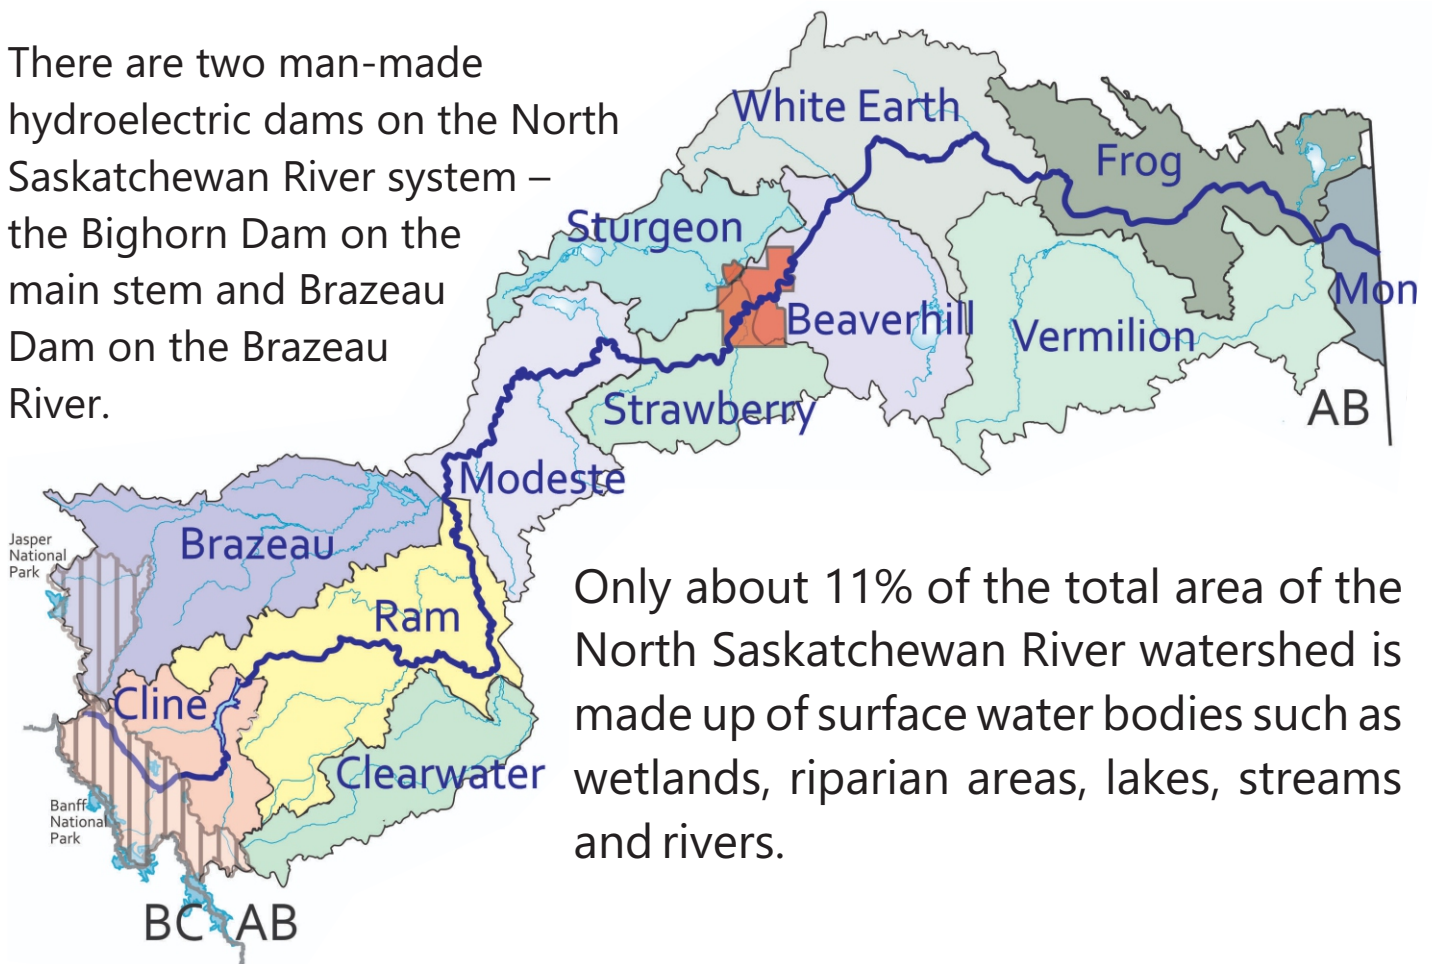 There are two man-made
hydroelectric dams on the North
Saskatchewan River system –
the Bighorn Dam on the
main stem and Brazeau
Dam on the Brazeau
River.
White Earth
Frog
Sturgeon
Mon
Beaverhill
Vermilion
Strawberry
AB
Modeste
Jasper
National
Park
Brazeau
Ram
Cline
Clearwater
Banff
National
Park
BC AB
Only about 11% of the total area of the
North Saskatchewan River watershed is
made up of surface water bodies such as
wetlands, riparian areas, lakes, streams
and rivers.